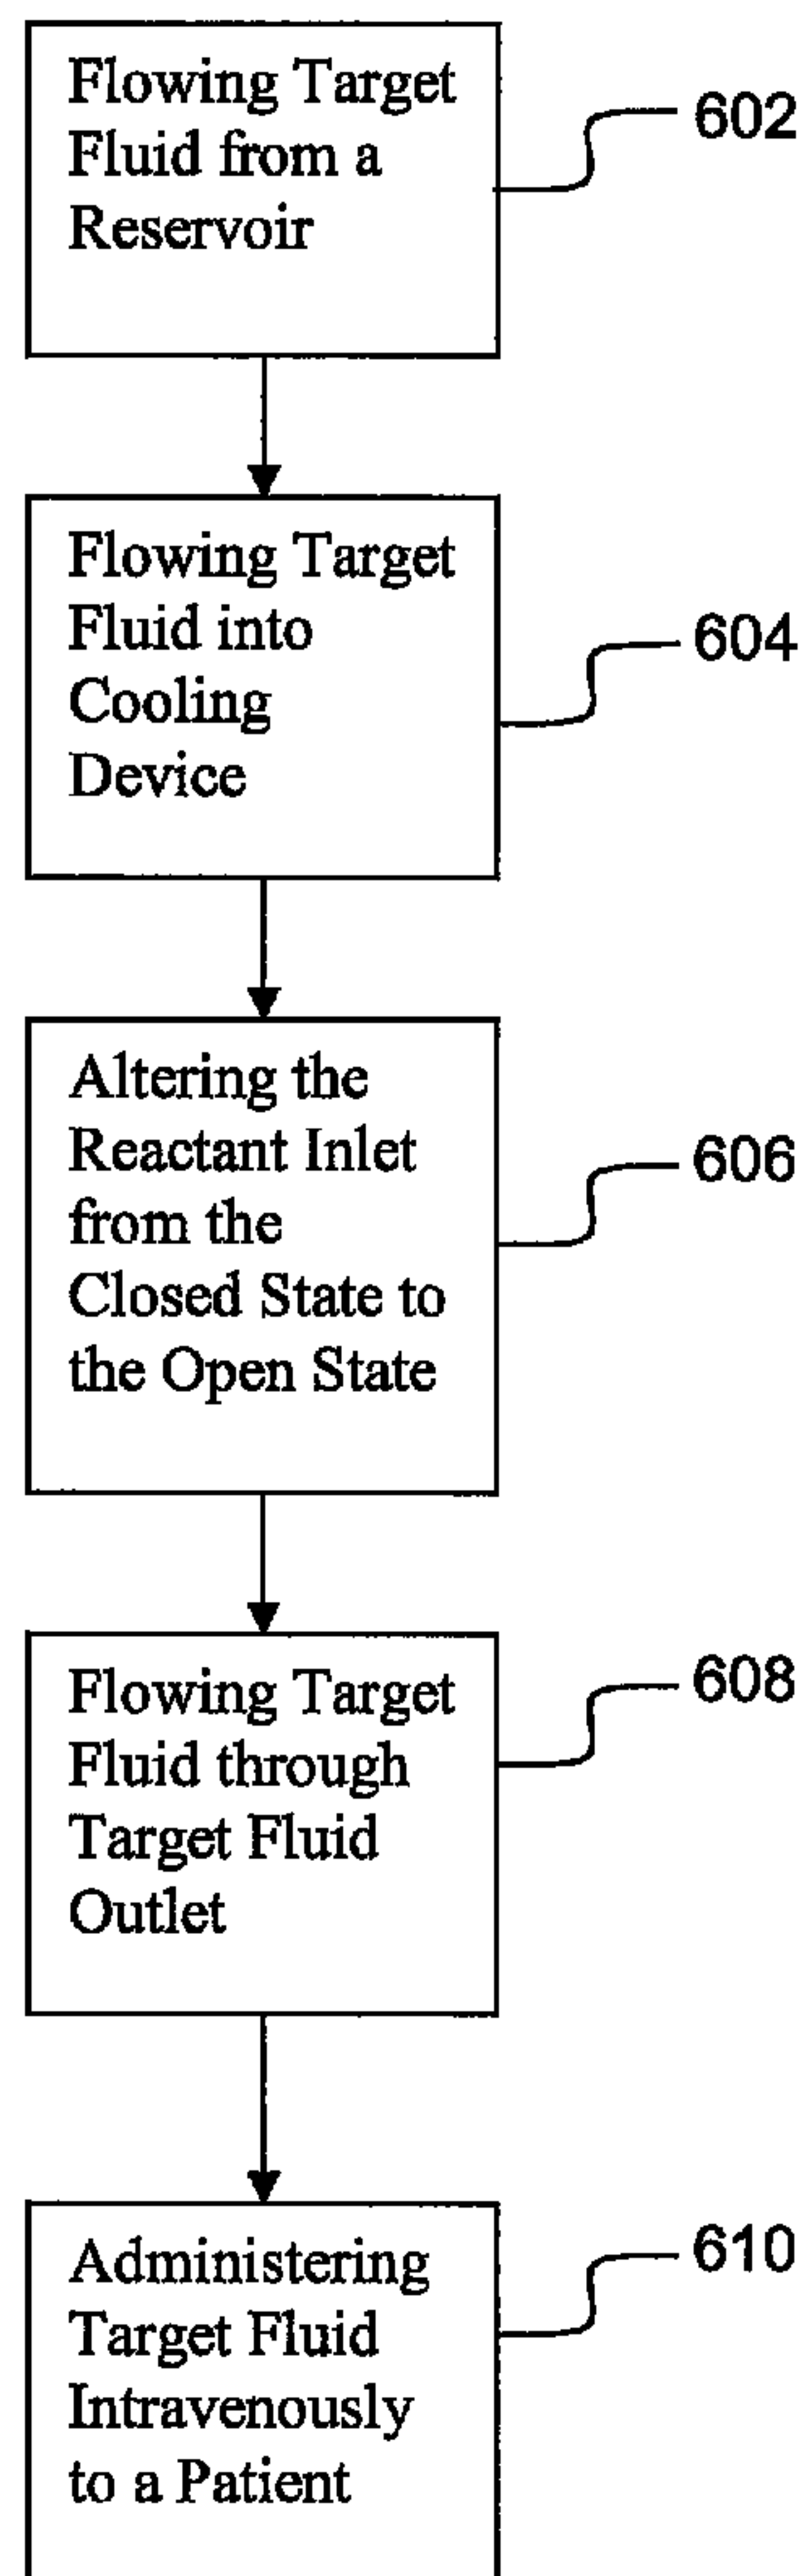 Flowing Target
Fluid from a
Reservoir
602
Flowing Target
Fluid into
Cooling
Device
604
Altering the
Reactant Inlet
from the
Closed State to
the Open State
606
Flowing Target
Fluid through
Target Fluid
Outlet
608
Administering
Target Fluid
Intravenously
to a Patient
610